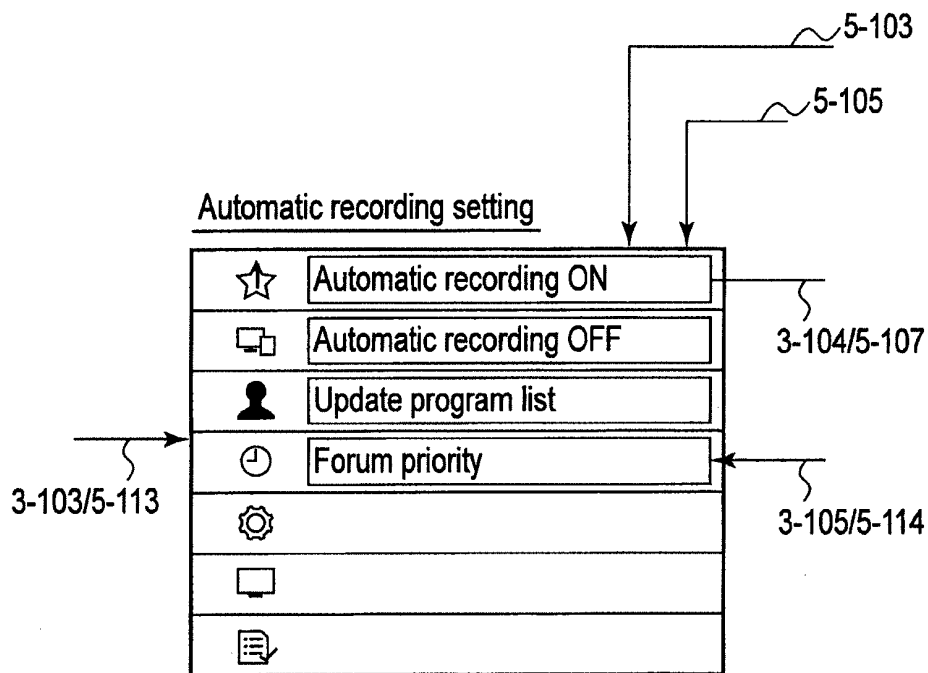 5-103
5-105
Automatic recording setting
Automatic recording ON
3-104/5-107
Automatic recording OFF
Update program list
Forum priority
3-103/5-113
3-105/5-114